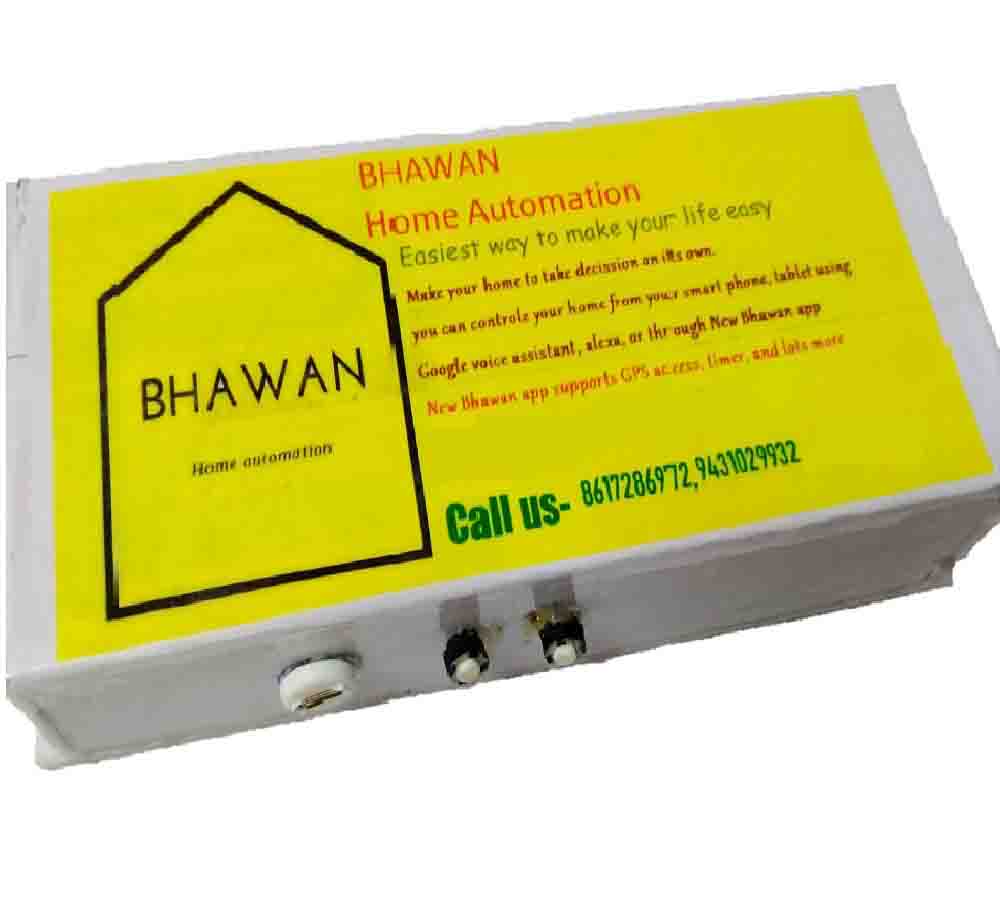 BHAWAN
Home automation
BHAWAN
Home Automation
Easiest way to make your life easy
Make your home to take decission on itts own.
you can controle your home from your smart phone, tablet using
Google voice assistant, alexa, or through New Bhawan app
New Bhawan app supports GPS access, timer, and lots more
Call us- 8617286972,9431029932